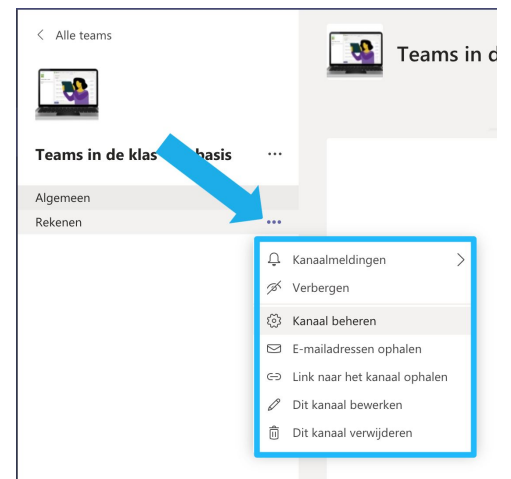 Alle teams
Teams in d
Teams in de klas basis
Algemeen
Rekenen
Kanaalmeldingen
Verbergen
Kanaal beheren
E-mailadressen ophalen
Link naar het kanaal ophalen
Dit kanaal bewerken
Dit kanaal verwijderen